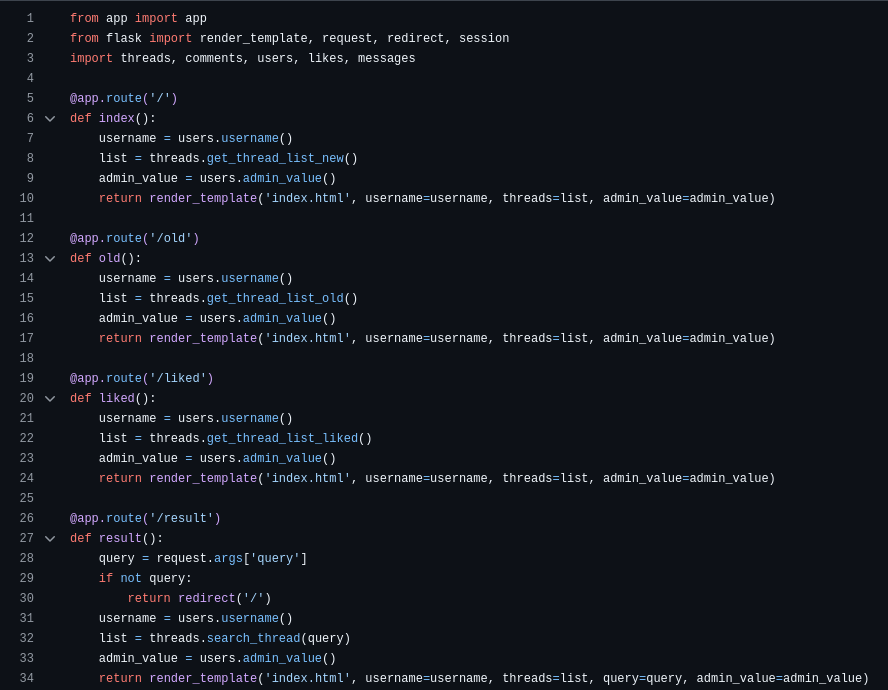 1 from app import app
2 from flask import render_template, request, redirect, session
3 import threads, comments, users, likes, messages
4
5 @app.route('/')
6 def index():
7     username = users.username()
8     list = threads.get_thread_list_new()
9     admin_value = users.admin_value()
10     return render_template('index.html', username=username, threads=list, admin_value=admin_value)
11
12 @app.route('/old')
13 def old():
14     username = users.username()
15     list = threads.get_thread_list_old()
16     admin_value = users.admin_value()
17     return render_template('index.html', username=username, threads=list, admin_value=admin_value)
18
19 @app.route('/liked')
20 def liked():
21     username = users.username()
22     list = threads.get_thread_list_liked()
23     admin_value = users.admin_value()
24     return render_template('index.html', username=username, threads=list, admin_value=admin_value)
25
26 @app.route('/result')
27 def result():
28     query = request.args['query']
29     if not query:
30         return redirect('/')
31     username = users.username()
32     list = threads.search_thread(query)
33     admin_value = users.admin_value()
34     return render_template('index.html', username=username, threads=list, query=query, admin_value=admin_value)